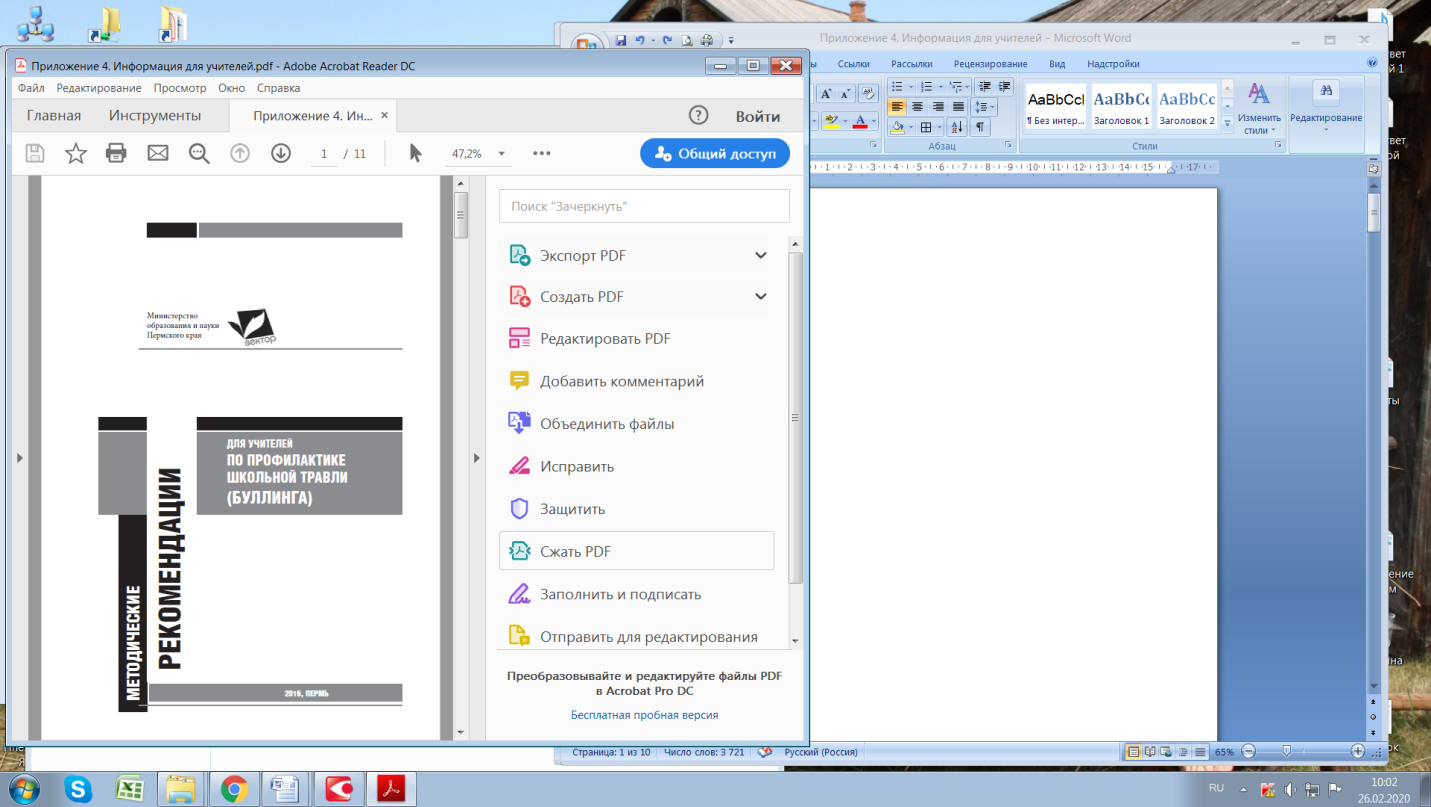 Приложение 4. Информация для учителей - Microsoft Word
Ссылки
Рассылки
Рецензирование
Вид
Надстройки
AaBbCcI
AaBbCc
AaBbCc
¶ Без интер...
Заголовок 1
Заголовок 2
Изменить
стили
Редактирование
Абзац
Стили
Приложение 4. Информация для учителей.pdf - Adobe Acrobat Reader DC
Файл Редактирование Просмотр Окно Справка
Главная
Инструменты
Приложение 4. Ин... ×
Войти
1 / 11
47,2%
Общий доступ
Министерство
образования и науки
Пермского края
вектор
ДЛЯ УЧИТЕЛЕЙ
ПО ПРОФИЛАКТИКЕ
ШКОЛЬНОЙ ТРАВЛИ
(БУЛЛИНГА)
МЕТОДИЧЕСКИЕ
РЕКОМЕНДАЦИИ
2016, ПЕРМЬ
Поиск "Зачеркнуть"
Экспорт PDF
Создать PDF
Редактировать PDF
Добавить комментарий
Объединить файлы
Исправить
Защитить
Сжать PDF
Заполнить и подписать
Отправить для редактирования
Преобразовывайте и редактируйте файлы PDF
в Acrobat Pro DC
Бесплатная пробная версия
Страница: 1 из 10
Число слов: 3 721
Русский (Россия)
65%
RU
10:02
26.02.2020